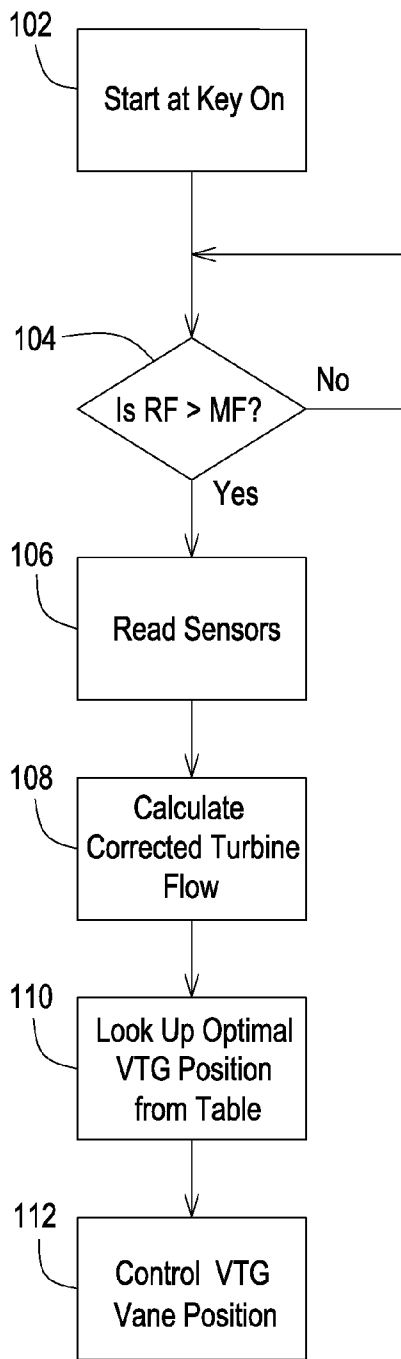 102
Start at Key On
104
Is RF > MF?
No
Yes
106
Read Sensors
108
Calculate
Corrected Turbine
Flow
110
Look Up Optimal
VTG Position
from Table
112
Control VTG
Vane Position